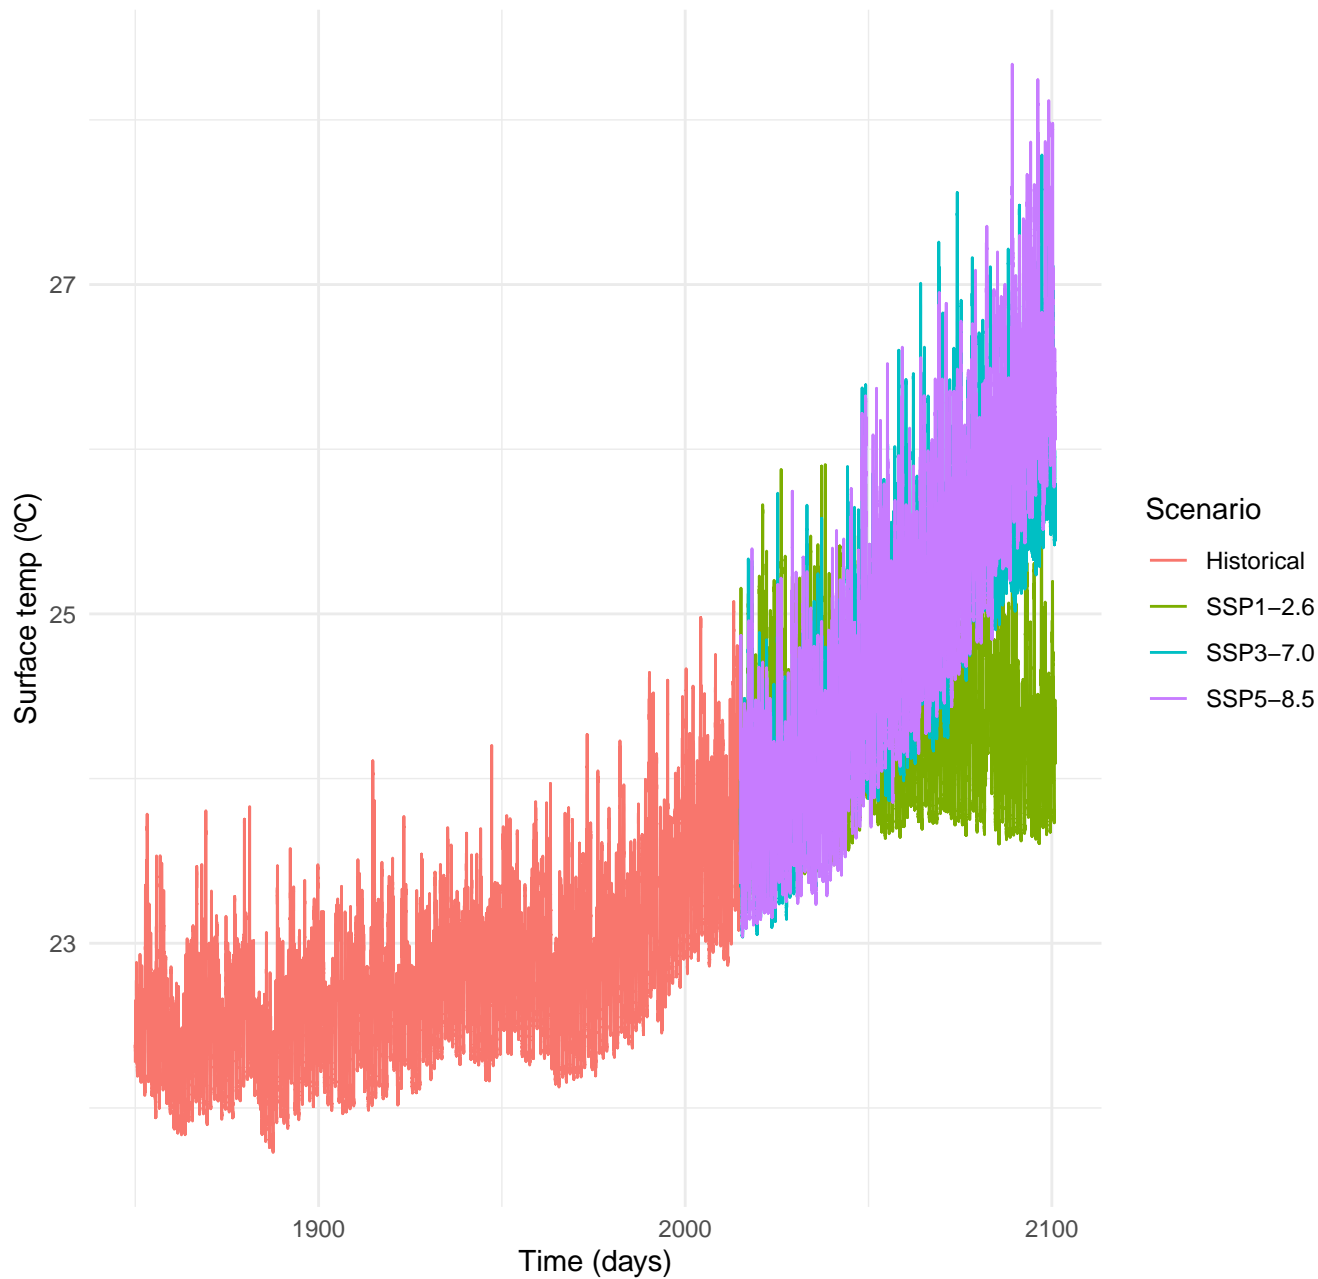 Surface temp (ºC)
27
25
23
1900
2000
2100
Time (days)
Scenario
Historical
SSP1−2.6
SSP3−7.0
SSP5−8.5